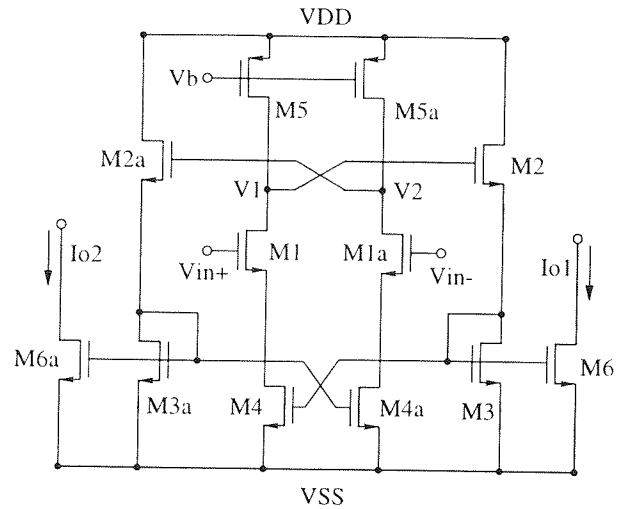 VDD
Vb
M5
M5a
M2a
M2
V1
V2
Io2
M1
M1a
Io1
Vin+
Vin-
M6a
M6
M3a
M4
M4a
M3
VSS